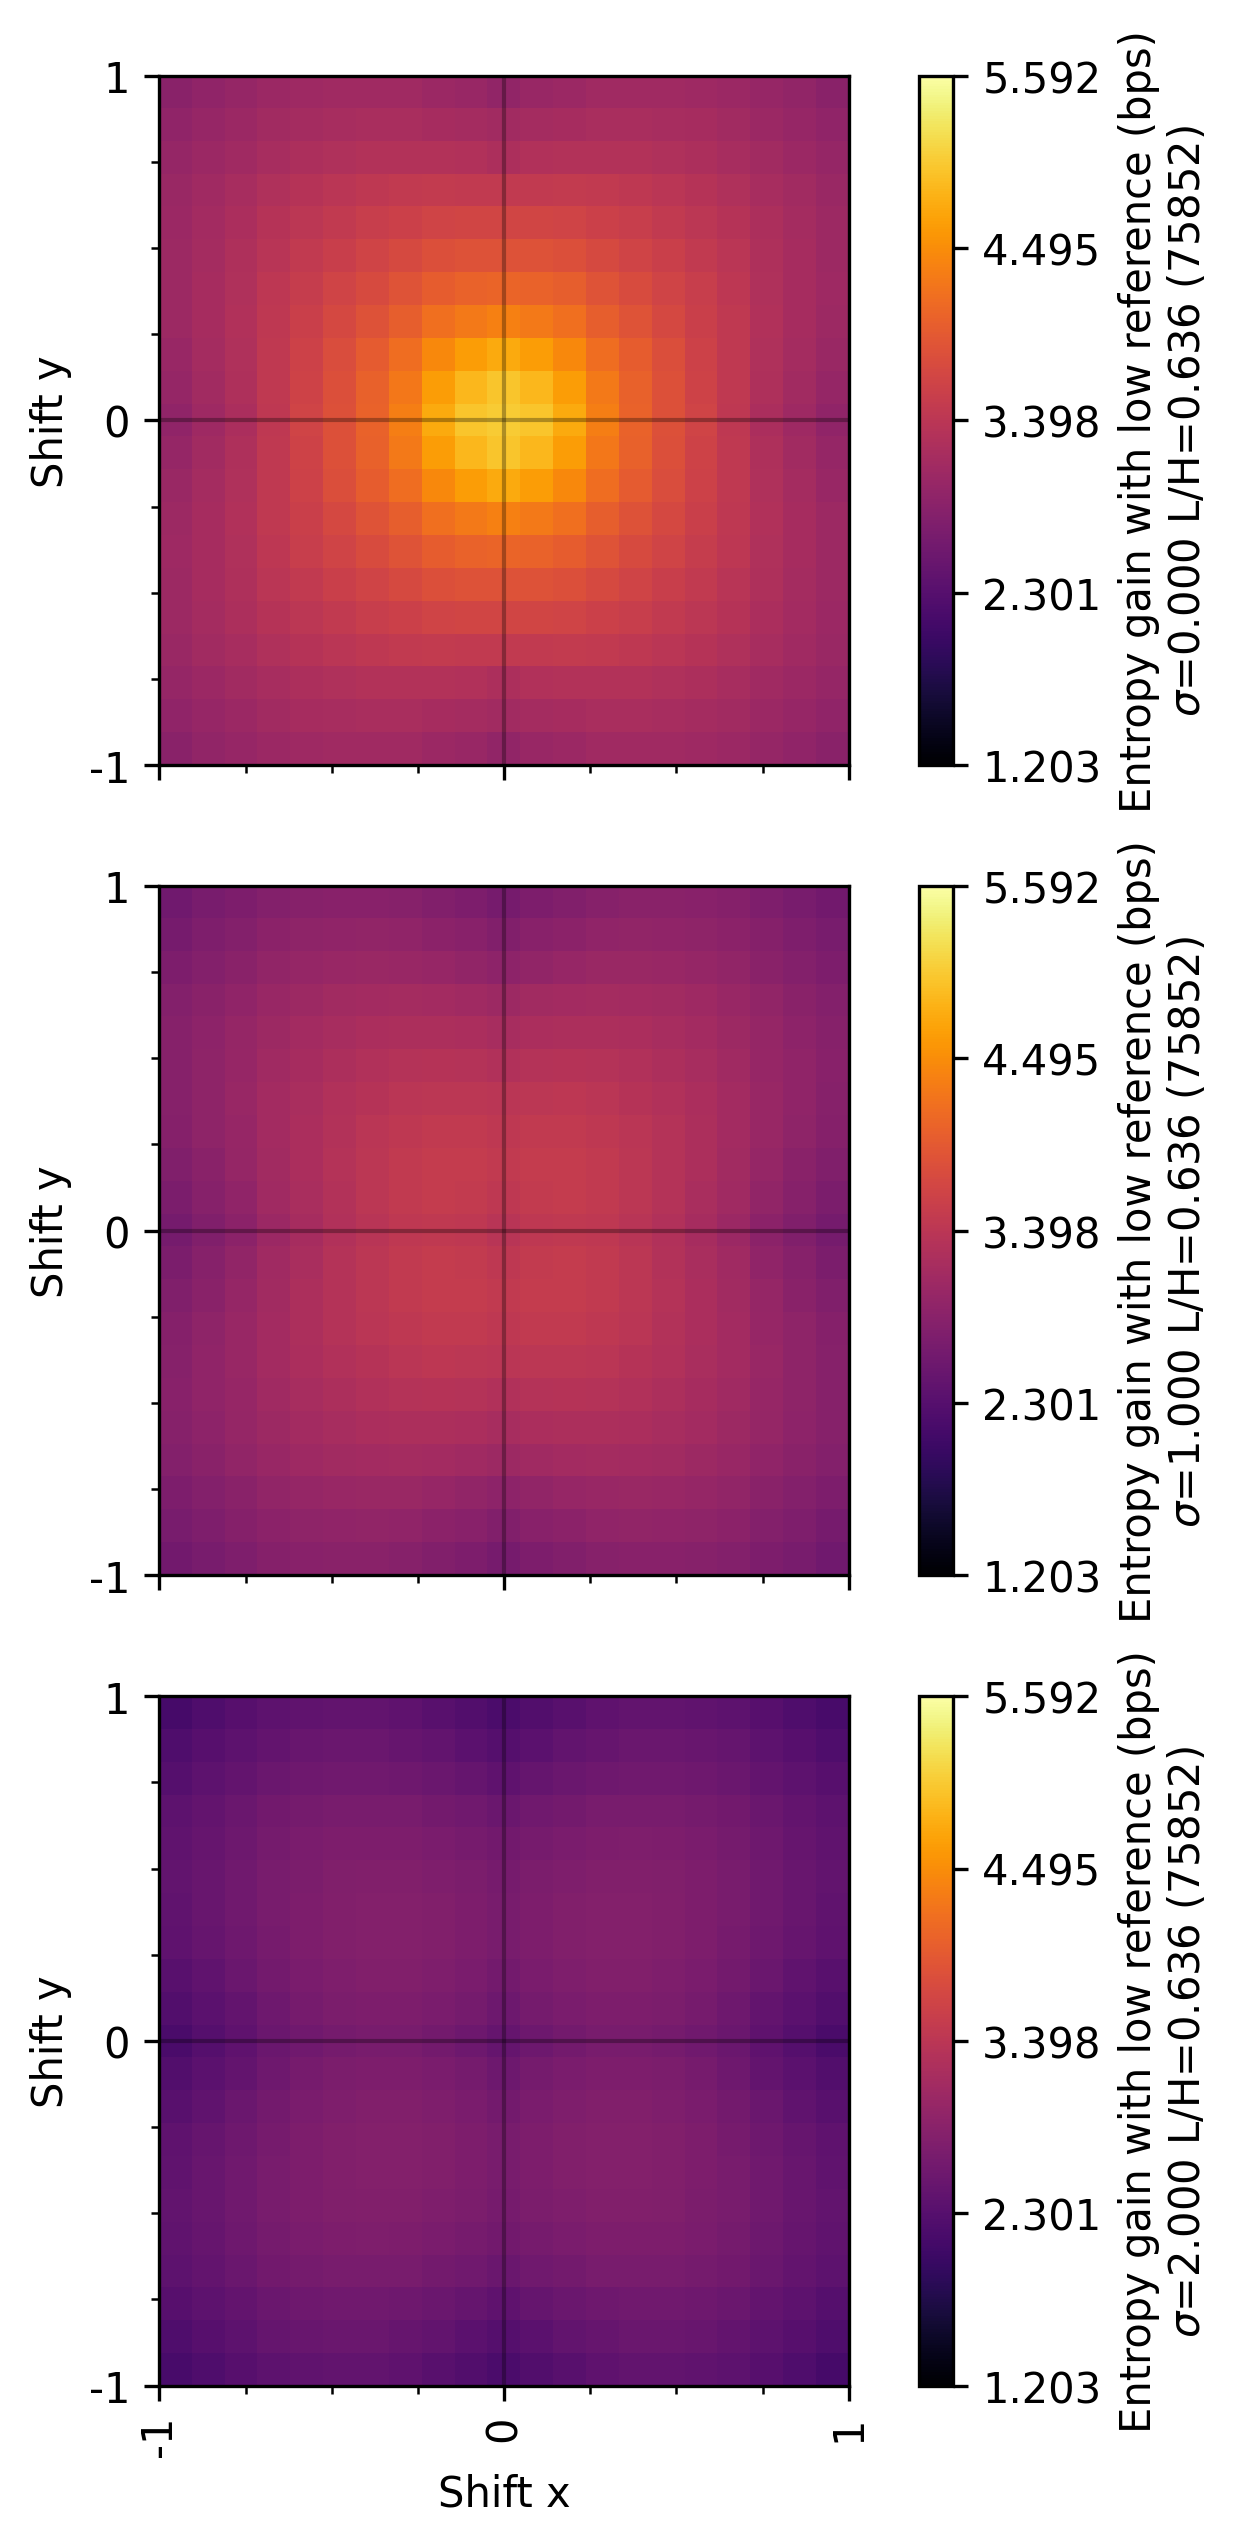 1
0
-1
Shift y
5.592
4.495
3.398
2.301
1.203
Entropy gain with low reference (bps)
σ=0.000 L/H=0.636 (75852)
1
0
-1
Shift y
5.592
4.495
3.398
2.301
1.203
Entropy gain with low reference (bps)
σ=1.000 L/H=0.636 (75852)
1
0
-1
Shift y
-1
0
1
Shift x
5.592
4.495
3.398
2.301
1.203
Entropy gain with low reference (bps)
σ=2.000 L/H=0.636 (75852)